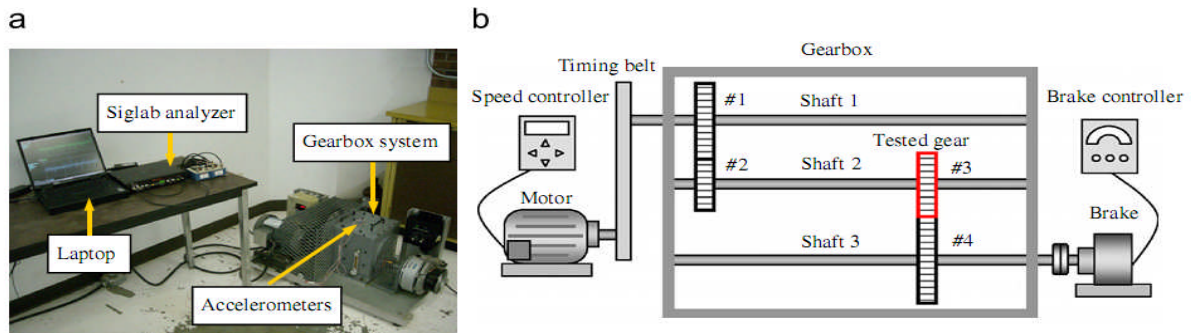 a
Siglab analyzer
Gearbox system
Laptop
Accelerometers
b
Gearbox
Timing belt
Speed controller
#1
Shaft 1
Brake controller
Tested gear
#2
Shaft 2
#3
Motor
Brake
Shaft 3
#4